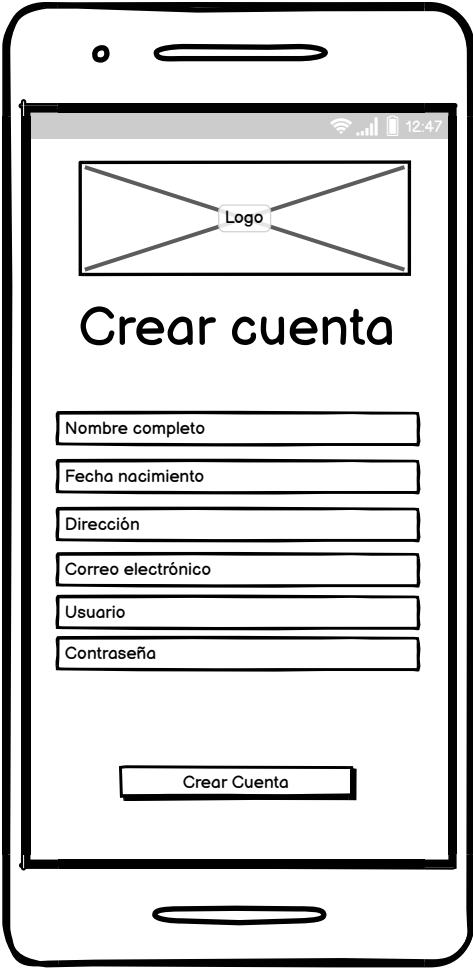 12:47
Logo
Crear cuenta
Nombre completo
Fecha nacimiento
Dirección
Correo electrónico
Usuario
Contraseña
Crear Cuenta